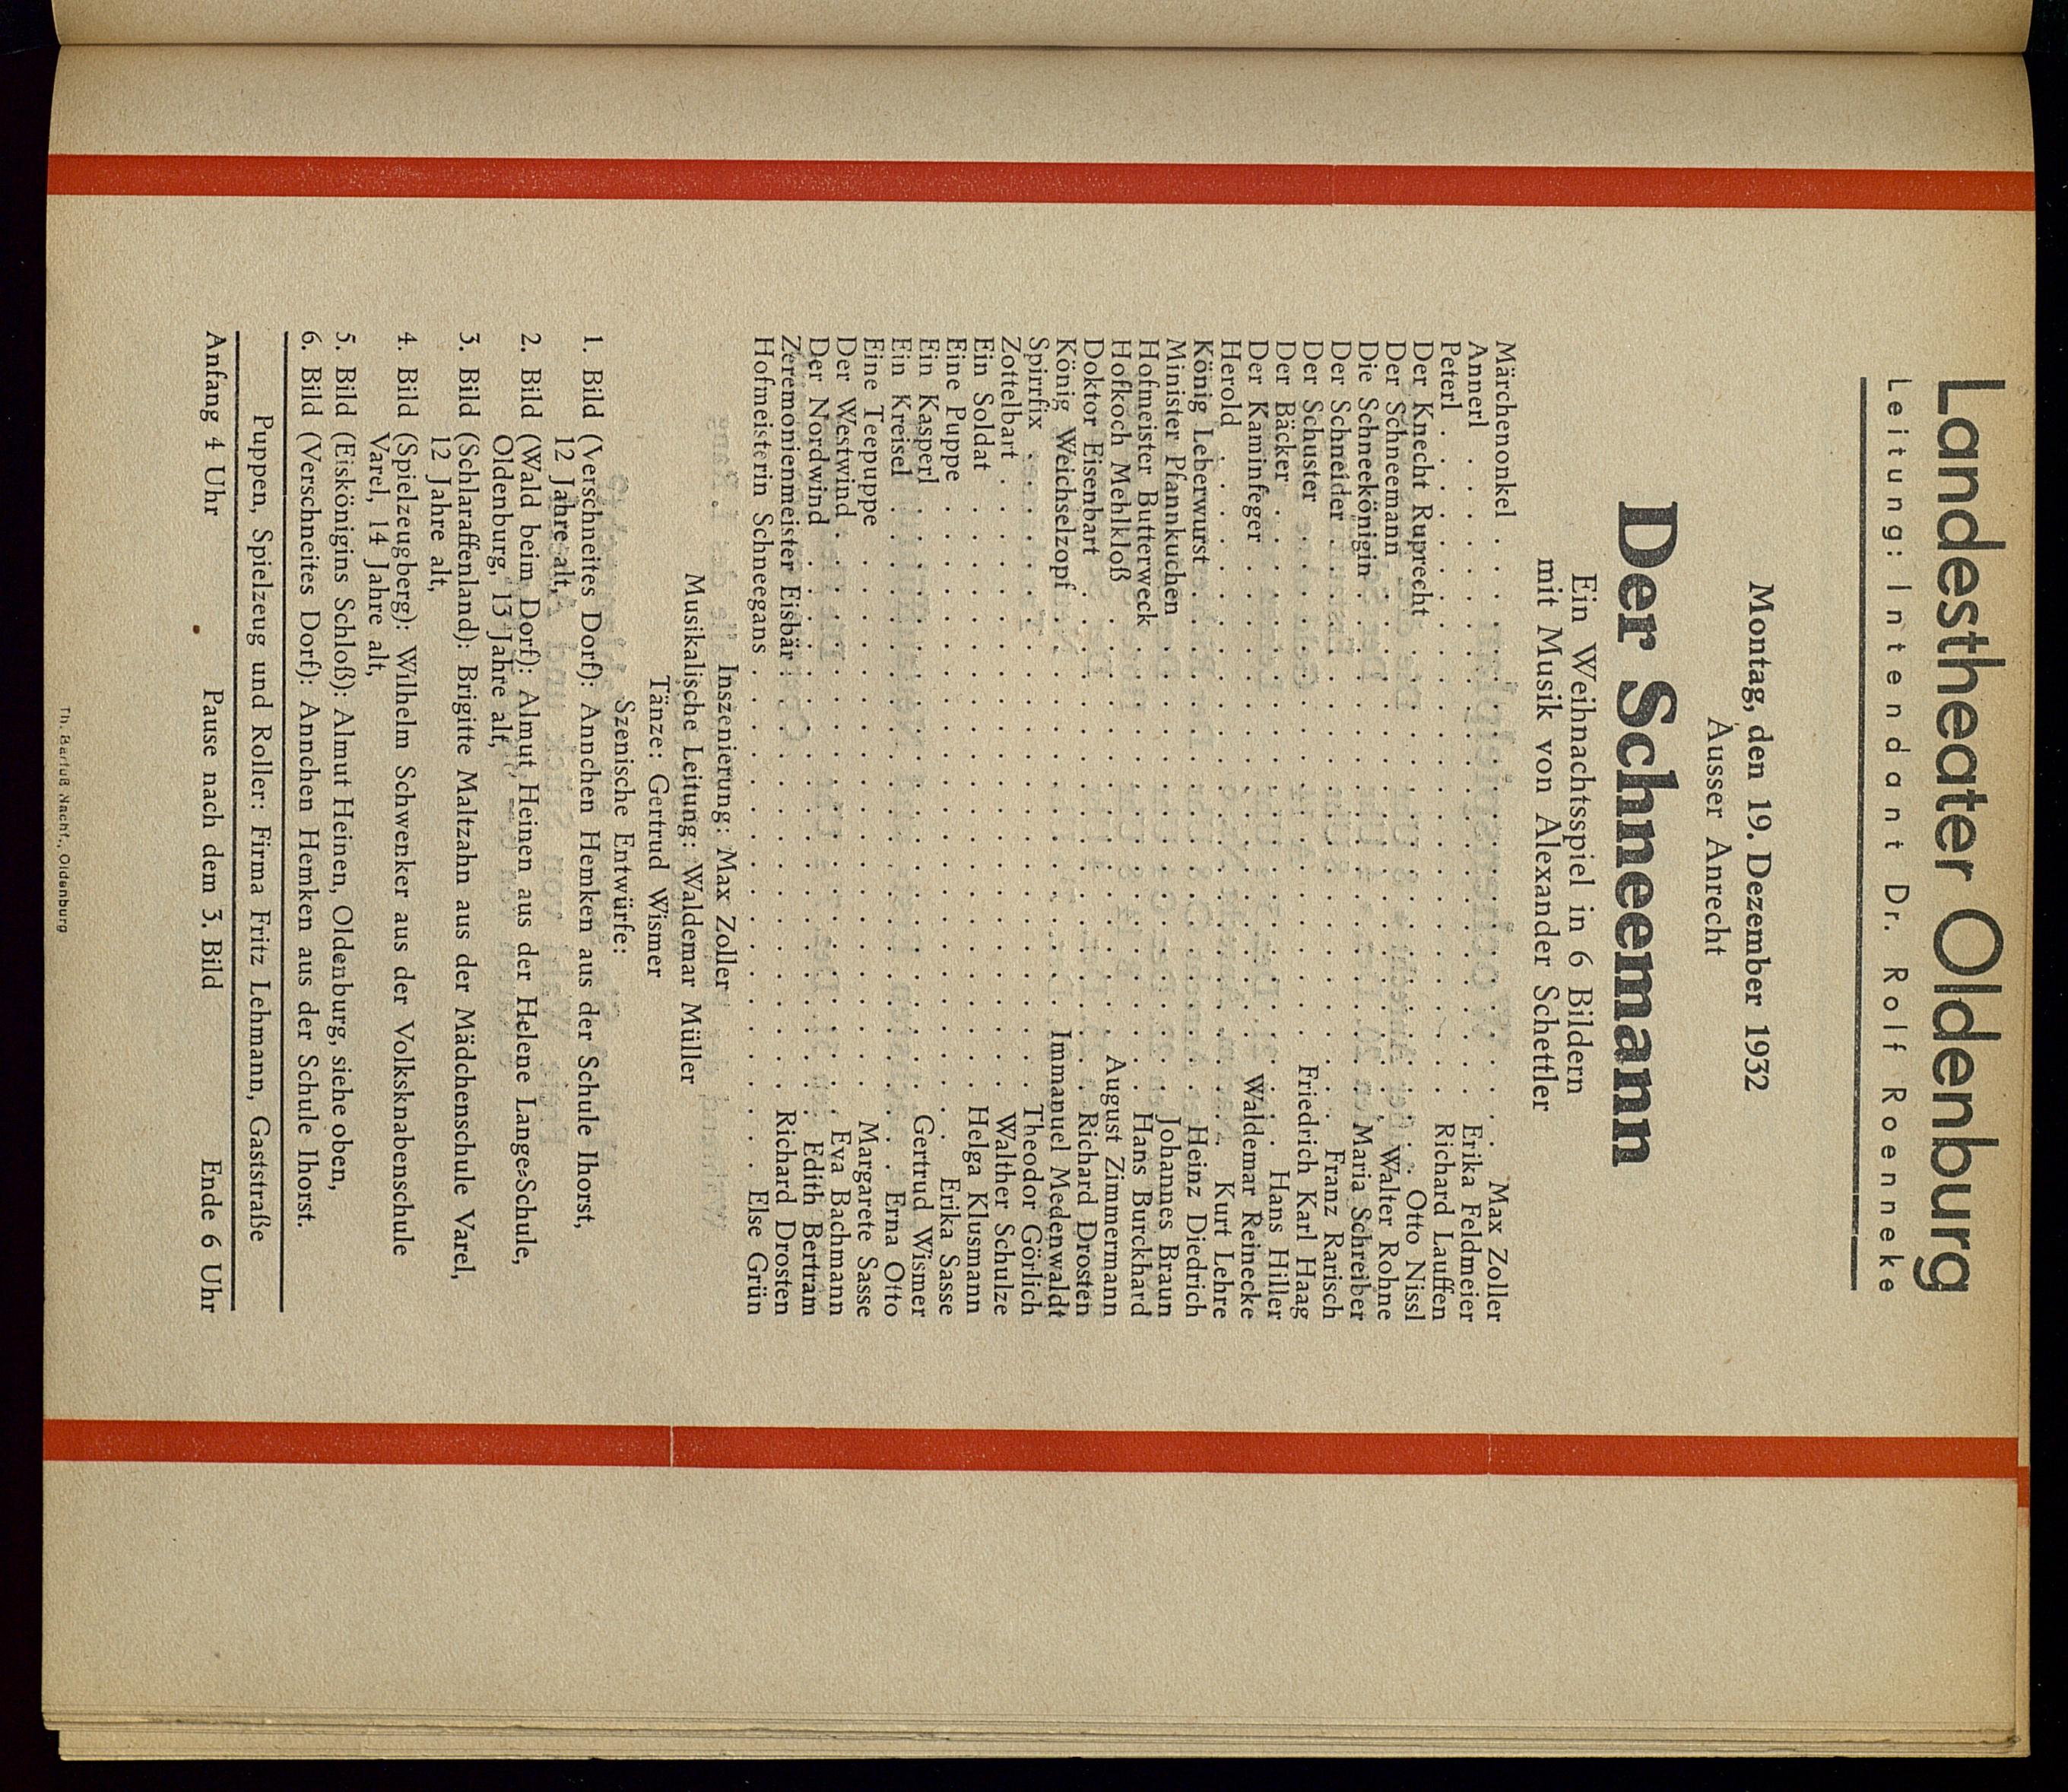 Landestheater Oldenburg
Leitung: Intendant Dr. Rolf Roenneke
Montag, den 19. Dezember 1932
Ausser Anrecht
Der Schneemann
Ein Weihnachtsspiel in 6 Bildern
mit Musik von Alexander Schettler
Märchenonkel . . . Max Zoller
Annerl . . . Erika Feldmeier
Peterl . . . Richard Lauffen
Der Knecht Ruprecht . . . Otto Nissl
Der Schneemann . . . Walter Rohne
Die Schneekönigin . . . Maria Schreiber
Der Schneider . . . Franz Rarisch
Der Schuster . . . Friedrich Karl Haag
Der Bäcker . . . Hans Hiller
Der Kaminfeger . . . Waldemar Reinecke
Herold . . . Kurt Lehre
König Leberwurst . . . Heinz Diedrich
Minister Pfannkuchen . . . Johannes Braun
Hofmeister Butterweck . . . Hans Burckhard
Hofkoch Mehlkloß . . . August Zimmermann
Doktor Eisenbart . . . Richard Drosten
König Weichselzopf . . . Immanuel Medenwaldt
Spirrfix . . . Theodor Görlich
Zottelbart . . . Walther Schulze
Ein Soldat . . . Helga Klusmann
Eine Puppe . . . Erika Sasse
Ein Kasperl . . . Gertrud Wismer
Ein Kreisel . . . Erna Otto
Eine Teepuppe . . . Margarete Sasse
Der Westwind . . . Eva Bachmann
Der Nordwind . . . Edith Bertram
Zeremonienmeister Eisbär . . . Richard Drosten
Hofmeisterin Schneegans . . . Else Grün
Inszenierung: Max Zoller
Musikalische Leitung: Waldemar Müller
Tänze: Gertrud Wismer
Szenische Entwürfe:
1. Bild (Verschneites Dorf): Annchen Hemken aus der Schule Ihorst,
12 Jahre alt,
2. Bild (Wald beim Dorf): Almut Heinen aus der Helene Lange-Schule,
Oldenburg, 13 Jahre alt,
3. Bild (Schlaraffenland): Brigitte Maltzahn aus der Mädchenschule Varel,
12 Jahre alt,
4. Bild (Spielzeugberg): Wilhelm Schwenker aus der Volksknabenschule
Varel, 14 Jahre alt,
5. Bild (Eiskönigins Schloß): Almut Heinen, Oldenburg, siehe oben,
6. Bild (Verschneites Dorf): Annchen Hemken aus der Schule Ihorst.
Puppen, Spielzeug und Roller: Firma Fritz Lehmann, Gaststraße
Anfang 4 Uhr Pause nach dem 3. Bild Ende 6 Uhr
Th. Barfuß Nachf., Oldenburg